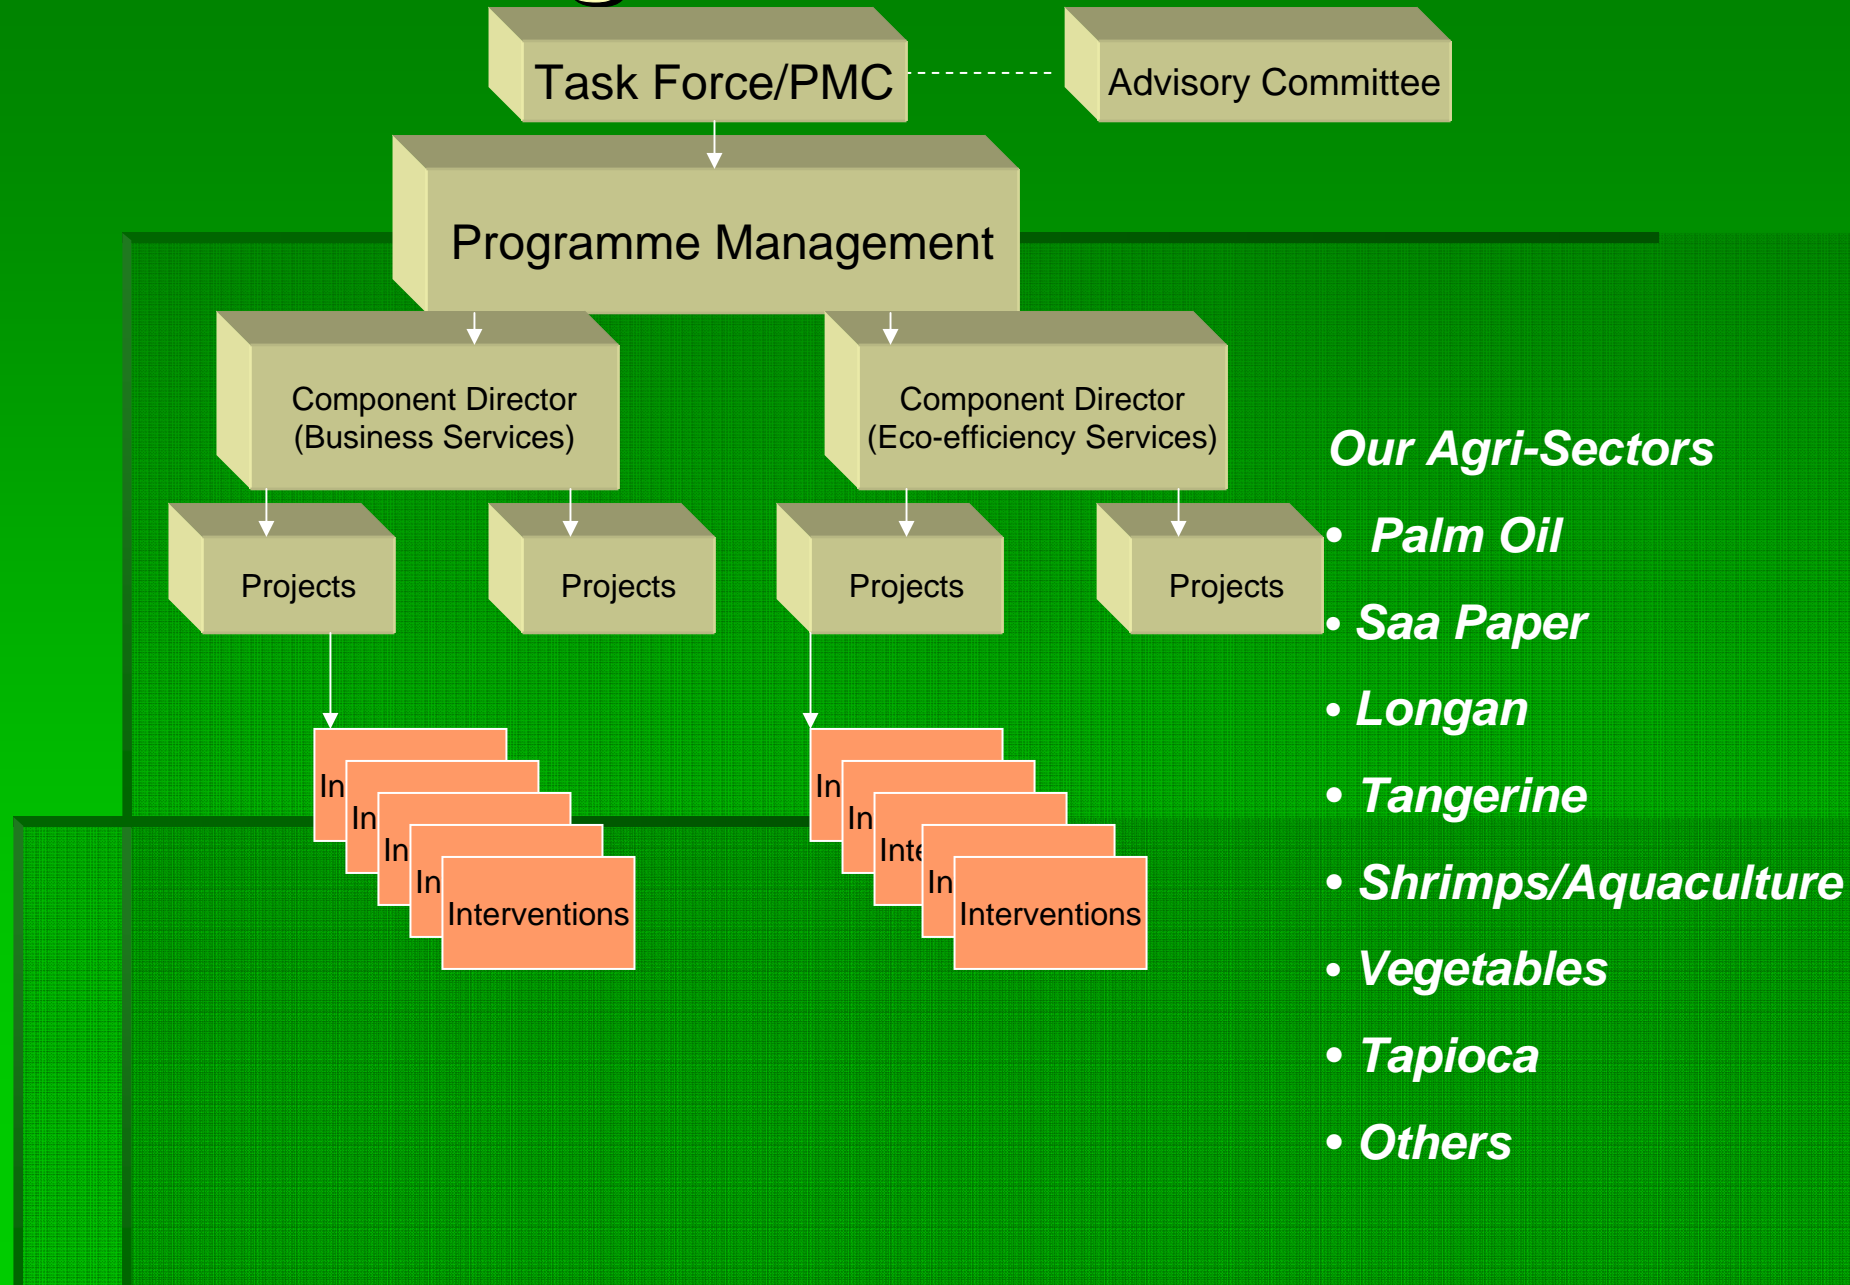 Task Force/PMC
Advisory Committee
Programme Management
Component Director
(Business Services)
Component Director
(Eco-efficiency Services)
Projects
Projects
Projects
Projects
In
In
In
In
Interventions
In
In
Inte
In
Interventions
Our Agri-Sectors
• Palm Oil
• Saa Paper
• Longan
• Tangerine
• Shrimps/Aquaculture
• Vegetables
• Tapioca
• Others